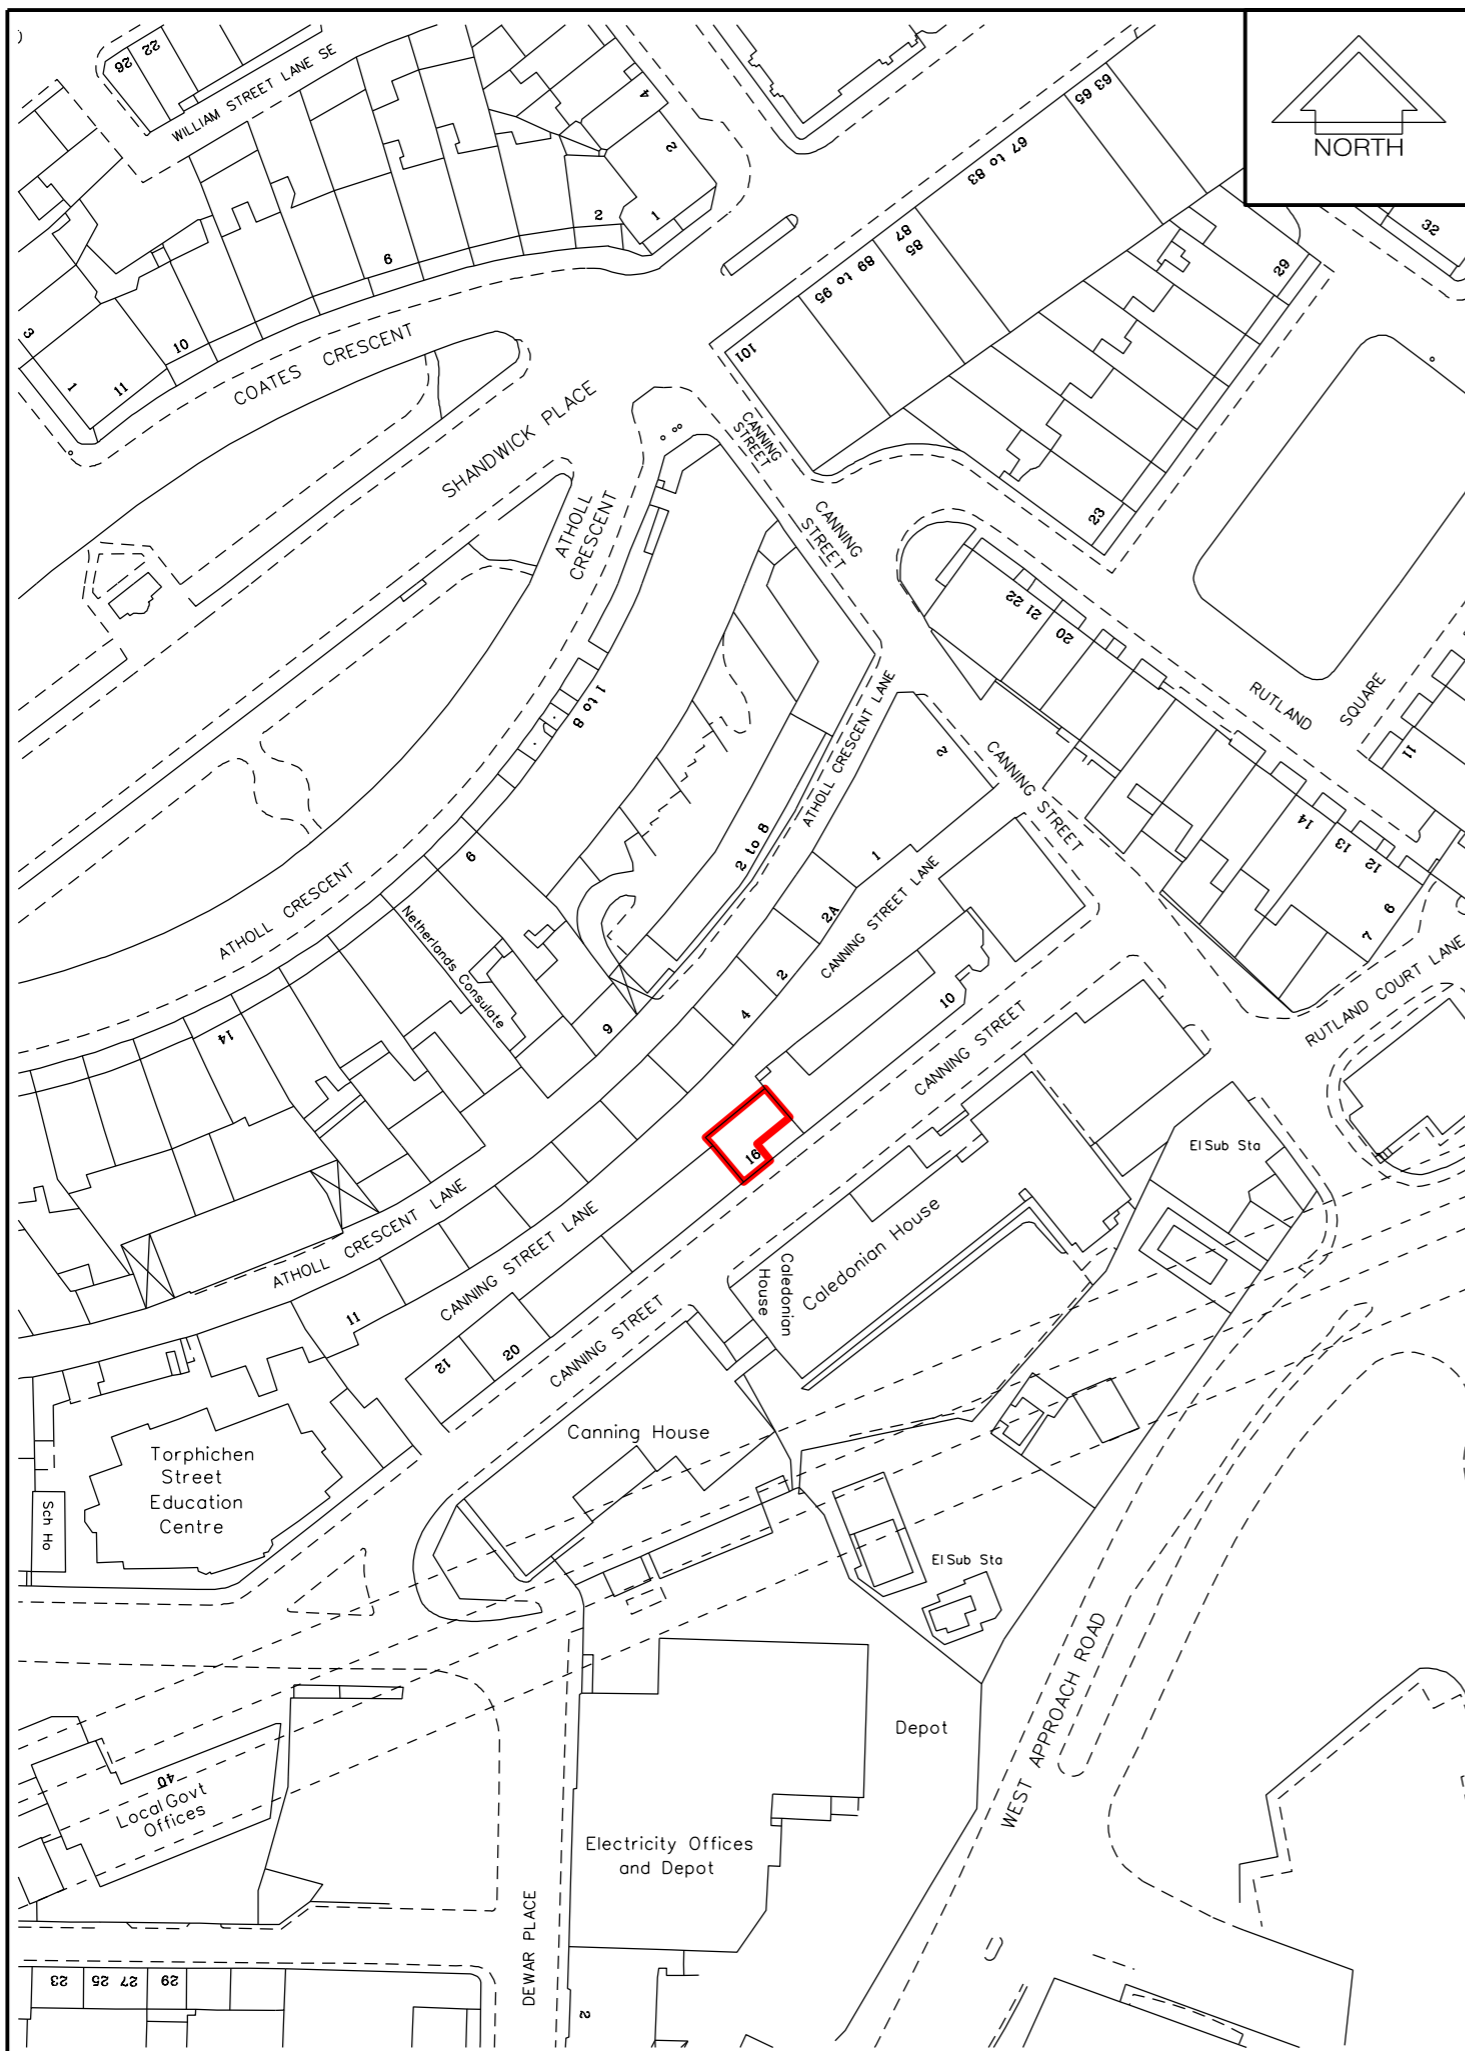 NORTH
26
22
WILLIAM STREET LANE SE
4
2
2
1
6
63 65
67 to 83
85
87
89 to 95
101
32
62
3
1
11
10
COATES CRESCENT
SHANDWICK PLACE
ATHOLL
CRESCENT
CANNING
STREET
CANNING
STREET
23
22 21
20
RUTLAND
SQUARE
11
1 to 8
ATHOLL CRESCENT LANE
2
CANNING STREET
14
13
12
6
7
RUTLAND COURT LANE
2 to 8
1
2A
CANNING STREET LANE
2
4
10
CANNING STREET
ATHOLL CRESCENT
9
Netherlands Consulate
9
14
16
El Sub Sta
Caledonian House
Caledonian
House
ATHOLL CRESCENT LANE
CANNING STREET LANE
11
12
20
CANNING STREET
Canning House
Torphichen
Street
Education
Centre
Sch Ho
El Sub Sta
WEST APPROACH ROAD
Depot
40
Local Govt
Offices
Electricity Offices
and Depot
DEWAR PLACE
23
25
27
29
2